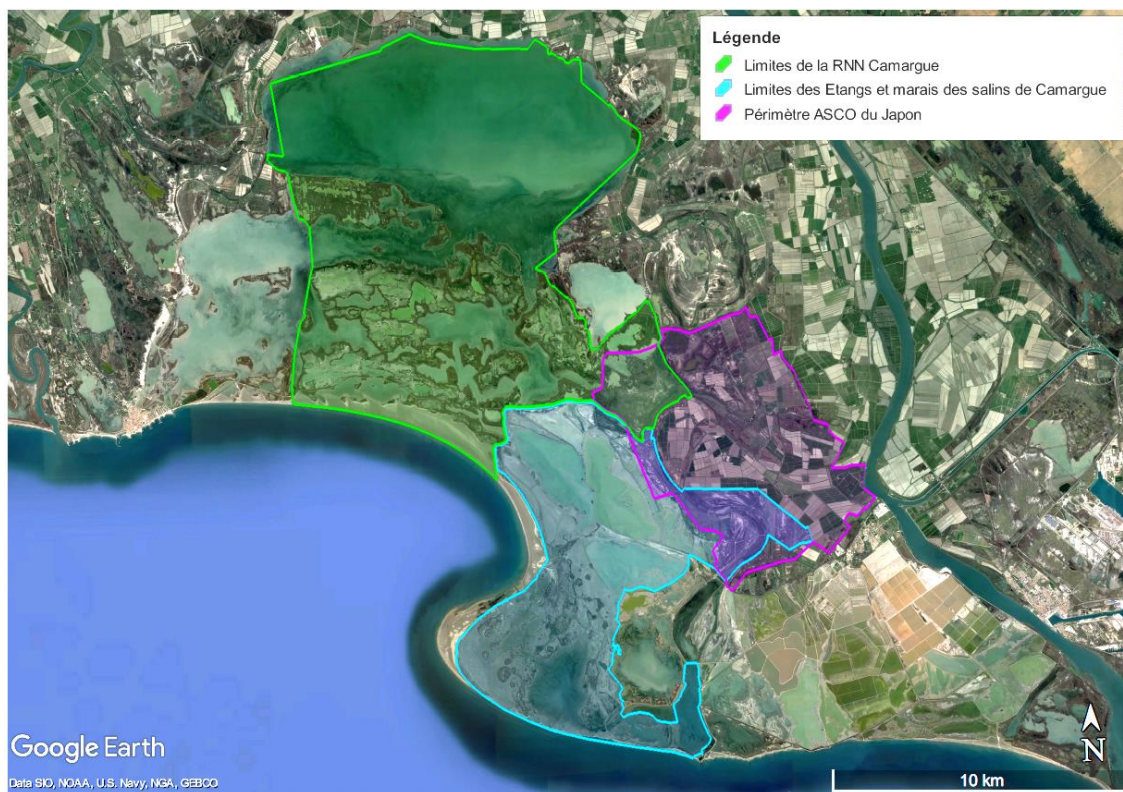 Légende
Limites de la RNN Camargue
Limites des Etangs et marais des salins de Camargue
Périmètre ASCO du Japon
N
Google Earth
Data SIO, NOAA, U.S. Navy, NGA, GEBCO
10 km